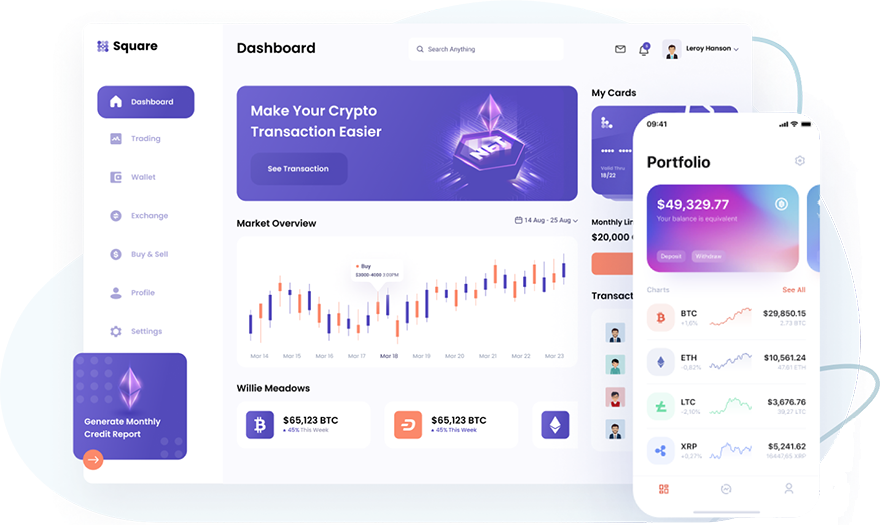 Square
Dashboard
Search Anything
Leroy Hanson
Dashboard
Trading
Wallet
Exchange
Buy & Sell
Profile
Settings
Generate Monthly
Credit Report
Make Your Crypto
Transaction Easier
See Transaction
NFT
Market Overview
14 Aug - 25 Aug
Buy
3:00PM
Mar 14
Mar 15
Mar 16
Mar 17
Mar 18
Mar 19
Mar 20
Mar 21
Mar 22
Mar 23
Willie Meadows
$65,123 BTC
45% This Week
$65,123 BTC
45% This Week
My Cards
Valid Thru
18/22
Monthly Lin
$20,000
Transact
09:41
Portfolio
$49,329.77
Your balance is equivalent
Deposit
Withdraw
Charts
See All
BTC
+1,6%
$29,850.15
2.73 BTC
ETH
-0,82%
$10,561.24
47.61 ETH
LTC
-2,10%
$3,676.76
39,27 LTC
XRP
+0,27%
$5,241.62
16447,65 XRP